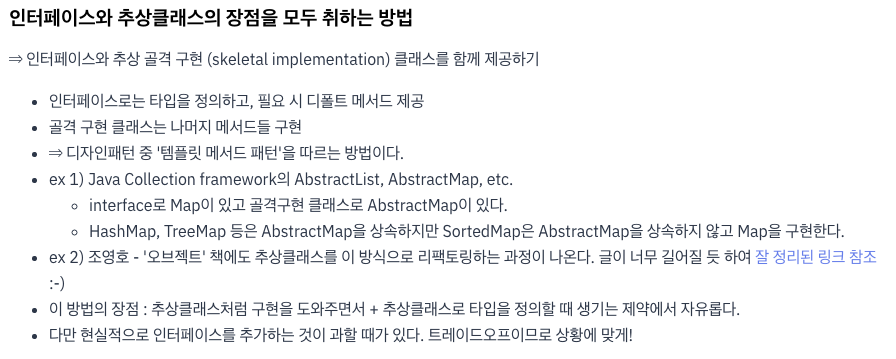 인터페이스와 추상클래스의 장점을 모두 취하는 방법
⇒ 인터페이스와 추상 골격 구현 (skeletal implementation) 클래스를 함께 제공하기
• 인터페이스로는 타입을 정의하고, 필요 시 디폴트 메서드 제공
• 골격 구현 클래스는 나머지 메서드들 구현
• ⇒ 디자인패턴 중 '템플릿 메서드 패턴'을 따르는 방법이다.
• ex 1) Java Collection framework의 AbstractList, AbstractMap, etc.
◦ interface로 Map이 있고 골격구현 클래스로 AbstractMap이 있다.
◦ HashMap, TreeMap 등은 AbstractMap을 상속하지만 SortedMap은 AbstractMap을 상속하지 않고 Map을 구현한다.
• ex 2) 조영호 - '오브젝트' 책에도 추상클래스를 이 방식으로 리팩토링하는 과정이 나온다. 글이 너무 길어질 듯 하여 잘 정리된 링크 참조
:-)
• 이 방법의 장점 : 추상클래스처럼 구현을 도와주면서 + 추상클래스로 타입을 정의할 때 생기는 제약에서 자유롭다.
• 다만 현실적으로 인터페이스를 추가하는 것이 과할 때가 있다. 트레이드오프이므로 상황에 맞게!